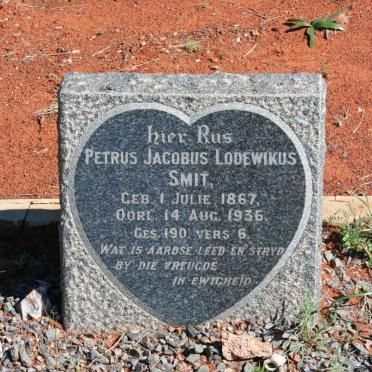 Hier Rus
PETRUS JACOBUS LODEWIKUS
SMIT,
GEB. 1 JULIE 1867.
OORL. 14 AUG. 1936.
GES. 190 VERS 6.
WAT IS AARDSE LEED EN STRYD
BY DIE VREUGDE
IN EWIGHEID